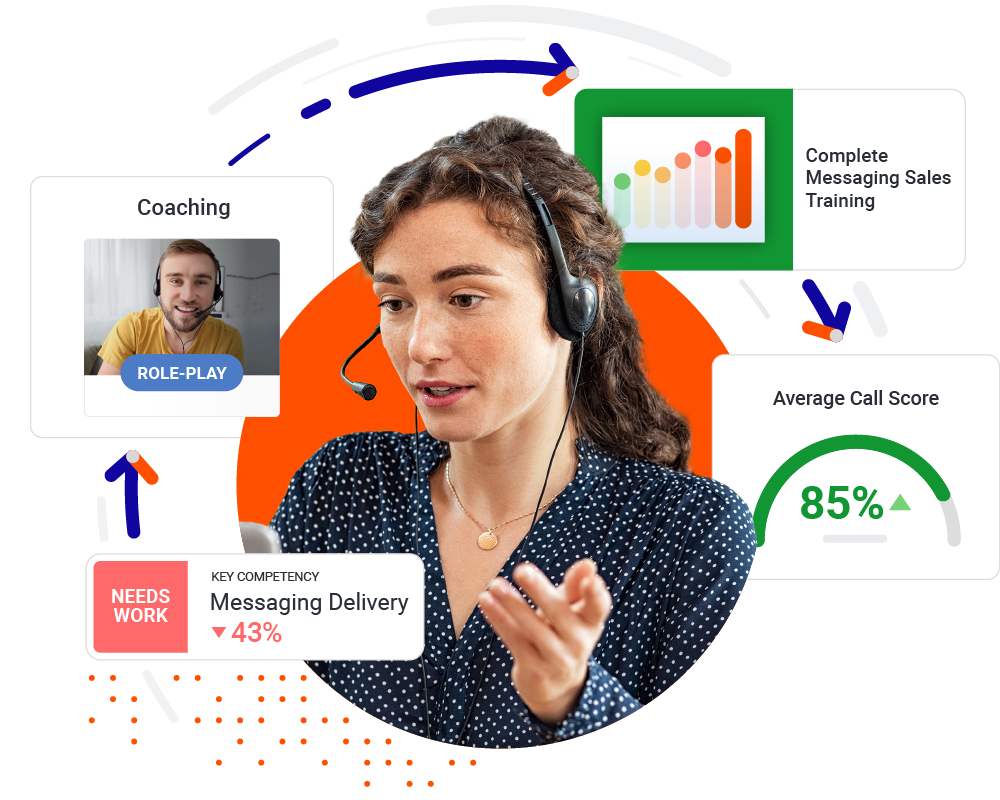 Coaching
ROLE-PLAY
Complete
Messaging Sales
Training
Average Call Score
85%
NEEDS
WORK
KEY COMPETENCY
Messaging Delivery
43%